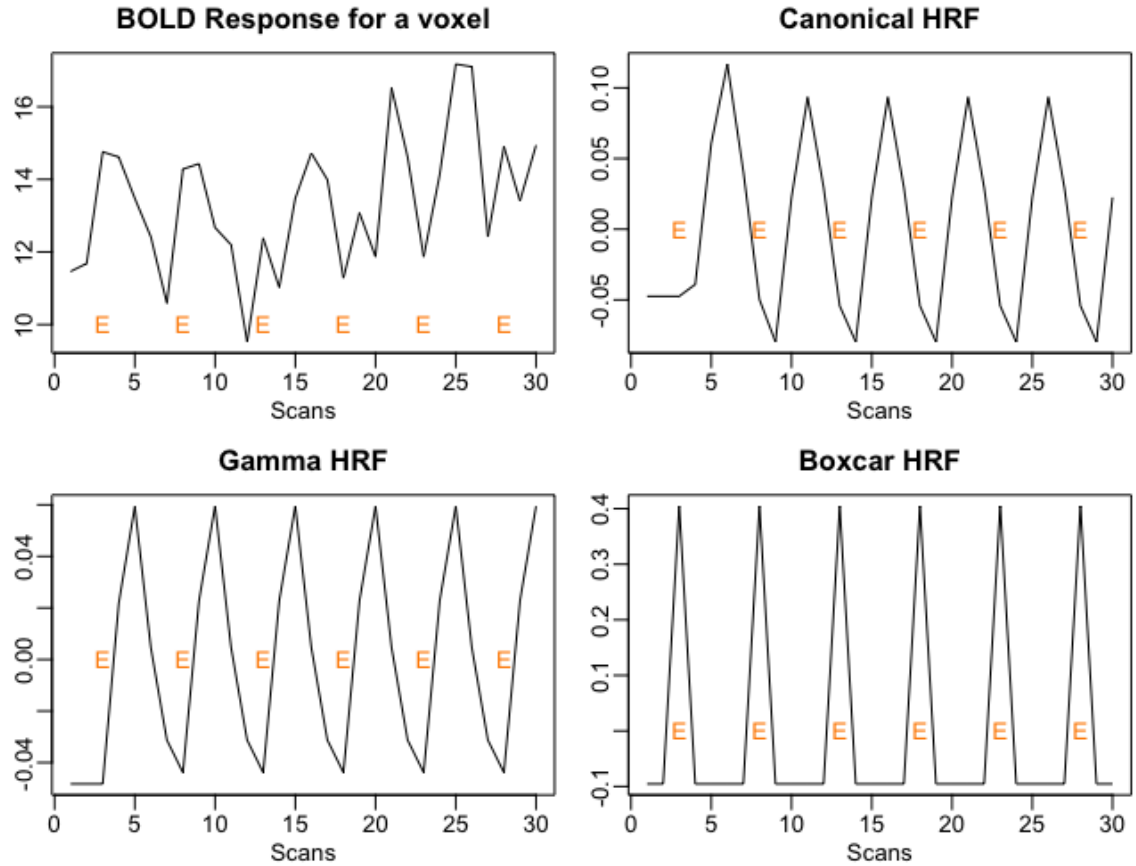 BOLD Response for a voxel
16
14
12
10
E E E E E E
0 5 10 15 20 25 30
Scans
Canonical HRF
0.10
0.05
0.00
-0.05
E E E E E E
0 5 10 15 20 25 30
Scans
Gamma HRF
0.04
0.00
-0.04
E E E E E E
0 5 10 15 20 25 30
Scans
Boxcar HRF
0.4
0.3
0.2
0.1
-0.1
E E E E E E
0 5 10 15 20 25 30
Scans